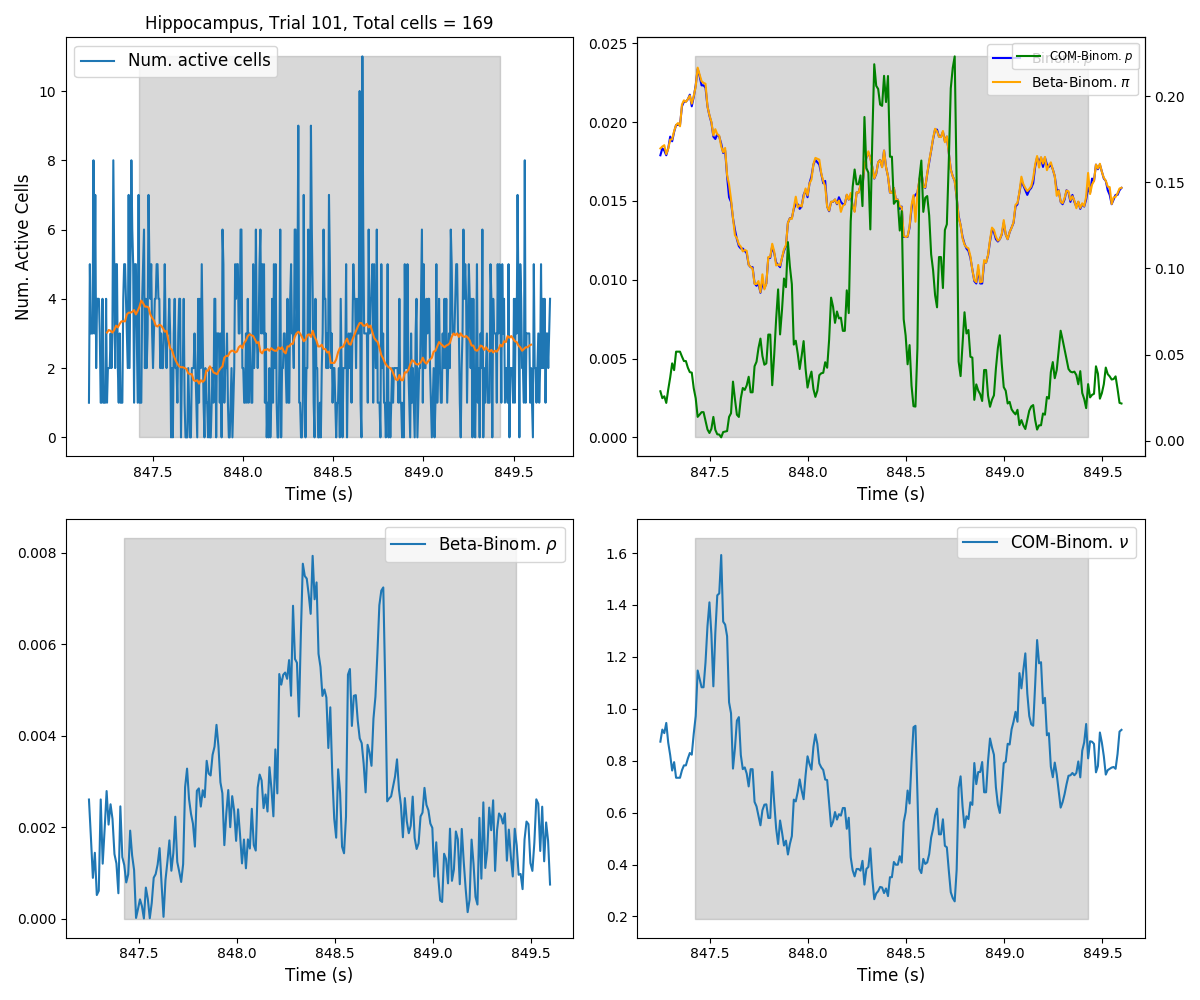 Hippocampus, Trial 101, Total cells = 169
Num. active cells
Num. Active Cells
10
8
6
4
2
0
847.5 848.0 848.5 849.0 849.5
Time (s)
COM-Binom. p
Beta-Binom. π
0.025
0.020
0.015
0.010
0.005
0.000
0.20
0.15
0.10
0.05
0.00
847.5 848.0 848.5 849.0 849.5
Time (s)
Beta-Binom. ρ
0.008
0.006
0.004
0.002
0.000
847.5 848.0 848.5 849.0 849.5
Time (s)
COM-Binom. ν
1.6
1.4
1.2
1.0
0.8
0.6
0.4
0.2
847.5 848.0 848.5 849.0 849.5
Time (s)